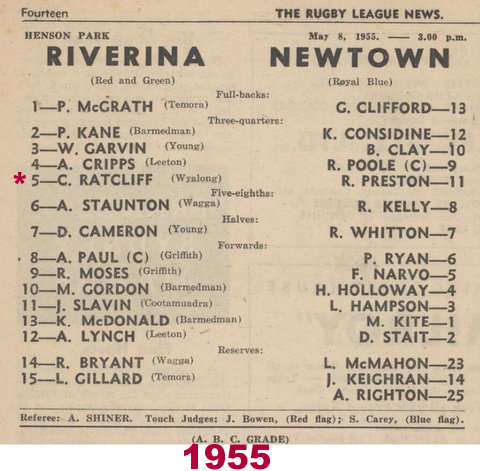 Fourteen THE RUGBY LEAGUE NEWS.
HENSON PARK May 8, 1955. —— 3.00 p.m.
RIVERINA NEWTOWN
(Red and Green) (Royal Blue)
Full-backs:
1—P. McGRATH (Temora) G. CLIFFORD—13
Three-quarters:
2—P. KANE (Barmedman) K. CONSIDINE—12
3—W. GARVIN (Young) B. CLAY—10
4—A. CRIPPS (Leeton) R. POOLE (C)—9
*5—C. RATCLIFF (Wyalong) R. PRESTON—11
Five-eighths:
6—A. STAUNTON (Wagga) R. KELLY—8
Halves:
7—D. CAMERON (Young) R. WHITTON—7
Forwards:
8—A. PAUL (C) (Griffith) P. RYAN—6
9—R. MOSES (Griffith) F. NARVO—5
10—M. GORDON (Barmedman) H. HOLLOWAY—4
11—J. SLAVIN (Cootamundra) L. HAMPSON—3
13—K. McDONALD (Barmedman) M. KITE—1
12—A. LYNCH (Leeton) D. STAIT—2
Reserves:
14—R. BRYANT (Wagga) L. McMAHON—23
15—L. GILLARD (Temora) J. KEIGHRAN—14
A. RIGHTON—25
Referee: A. SHINER. Touch Judges: J. Bowen, (Red flag); S. Carey, (Blue flag).
(A. B. C. GRADE)
1955